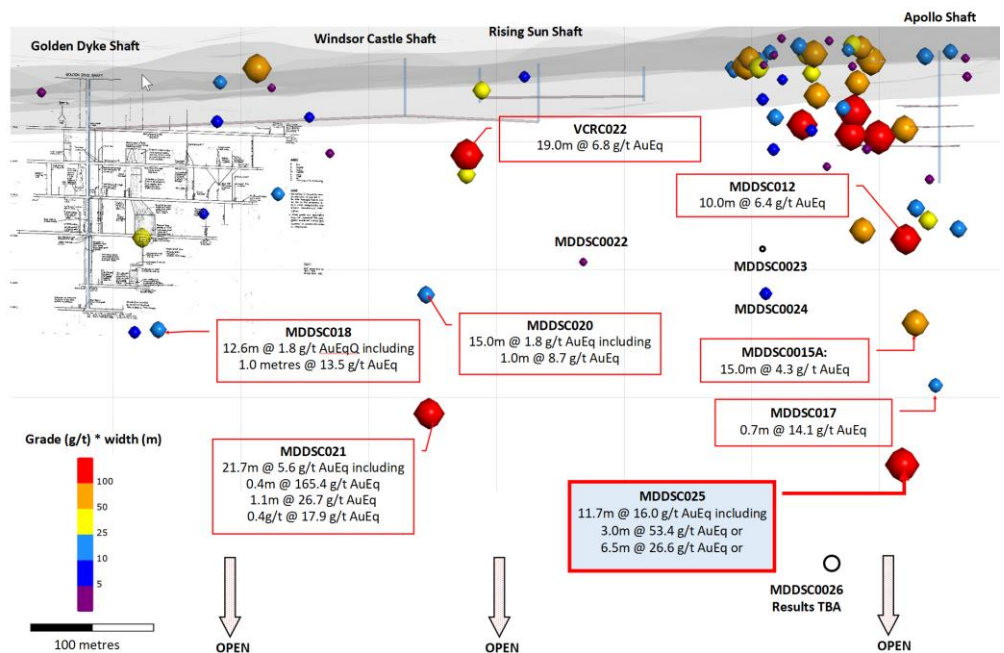 Golden Dyke Shaft
Windsor Castle Shaft
Rising Sun Shaft
Apollo Shaft
GOLDEN DYKE SHAFT
VCRC022
19.0m @ 6.8 g/t AuEq
MDDSC012
10.0m @ 6.4 g/t AuEq
MDDSC0022
MDDSC0023
MDDSC0024
MDDSC018
12.6m @ 1.8 g/t AuEqQ including
1.0 metres @ 13.5 g/t AuEq
MDDSC020
15.0m @ 1.8 g/t AuEq including
1.0m @ 8.7 g/t AuEq
MDDSC0015A:
15.0m @ 4.3 g/ t AuEq
MDDSC017
0.7m @ 14.1 g/t AuEq
MDDSC021
21.7m @ 5.6 g/t AuEq including
0.4m @ 165.4 g/t AuEq
1.1m @ 26.7 g/t AuEq
0.4g/t @ 17.9 g/t AuEq
MDDSC025
11.7m @ 16.0 g/t AuEq including
3.0m @ 53.4 g/t AuEq or
6.5m @ 26.6 g/t AuEq or
MDDSC0026
Results TBA
Grade (g/t) * width (m)
100
50
25
10
5
100 metres
OPEN
OPEN
OPEN